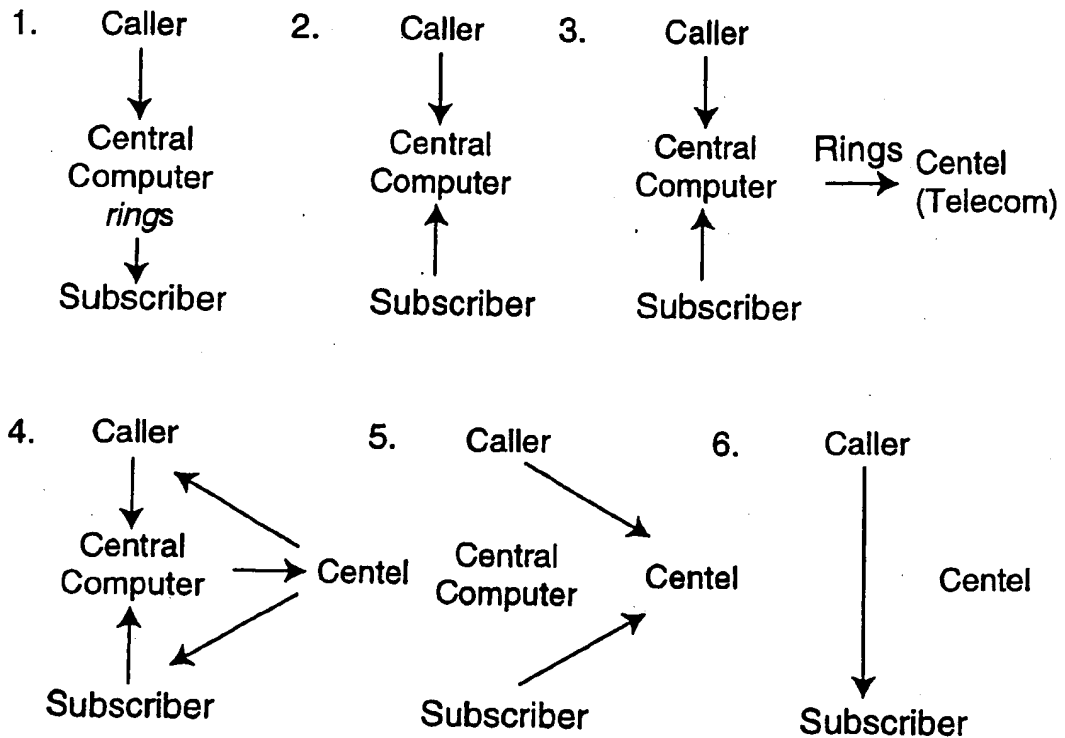 1.
Caller
Central
Computer
rings
Subscriber
2.
Caller
Central
Computer
Subscriber
3.
Caller
Central
Computer
Rings
Centel
(Telecom)
Subscriber
4.
Caller
Central
Computer
Centel
Subscriber
5.
Caller
Central
Computer
Centel
Subscriber
6.
Caller
Centel
Subscriber